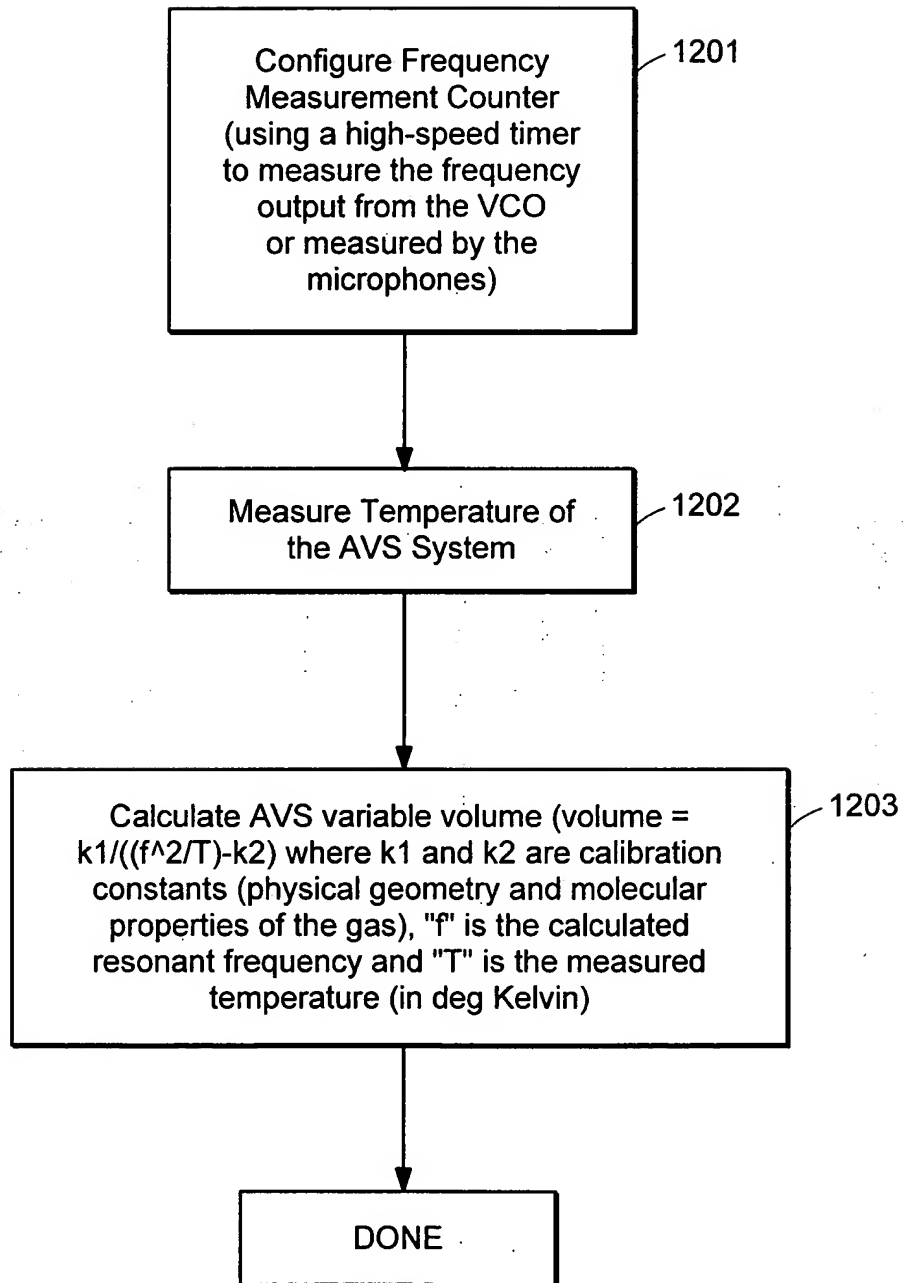 Configure Frequency
Measurement Counter
(using a high-speed timer
to measure the frequency
output from the VCO
or measured by the
microphones)
1201
Measure Temperature of
the AVS System
1202
Calculate AVS variable volume (volume =
k1/((f^2/T)-k2) where k1 and k2 are calibration
constants (physical geometry and molecular
properties of the gas), "f" is the calculated
resonant frequency and "T" is the measured
temperature (in deg Kelvin)
1203
DONE